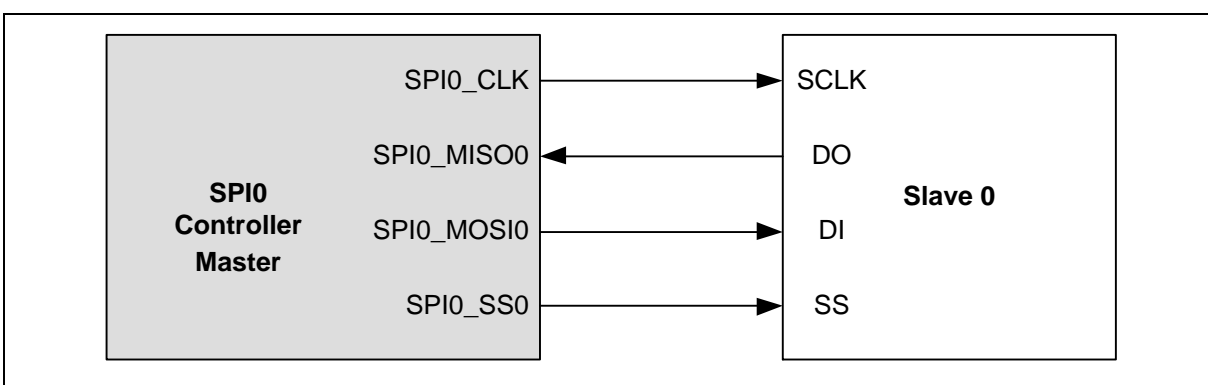 SPI0_CLK
SCLK
SPI0_MISO0
DO
SPI0
Controller
Master
Slave 0
SPI0_MOSI0
DI
SPI0_SS0
SS